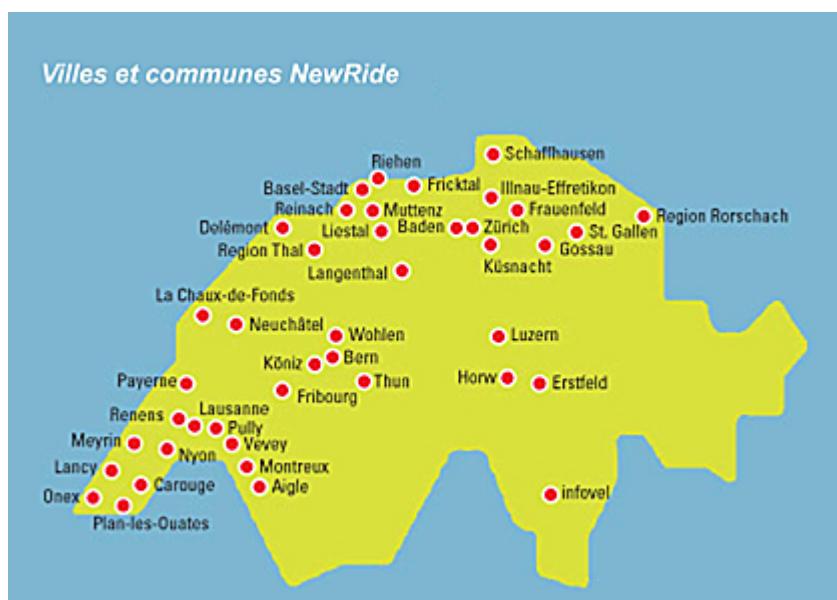 Villes et communes NewRide
Schaffhausen
Riehen
Basel-Stadt
Fricktal
Illnau-Effretikon
Reinach
Muttenz
Frauenfeld
Region Rorschach
Delémont
Liestal
Baden
Zürich
St. Gallen
Region Thal
Küsnacht
Gossau
Langenthal
La Chaux-de-Fonds
Neuchâtel
Wohlen
Luzern
Bern
Köniz
Payerne
Thun
Horw
Erstfeld
Fribourg
Renens
Lausanne
Pully
Meyrin
Nyon
Vevey
Lancy
Montreux
Carouge
Aigle
Onex
infovel
Plan-les-Ouates